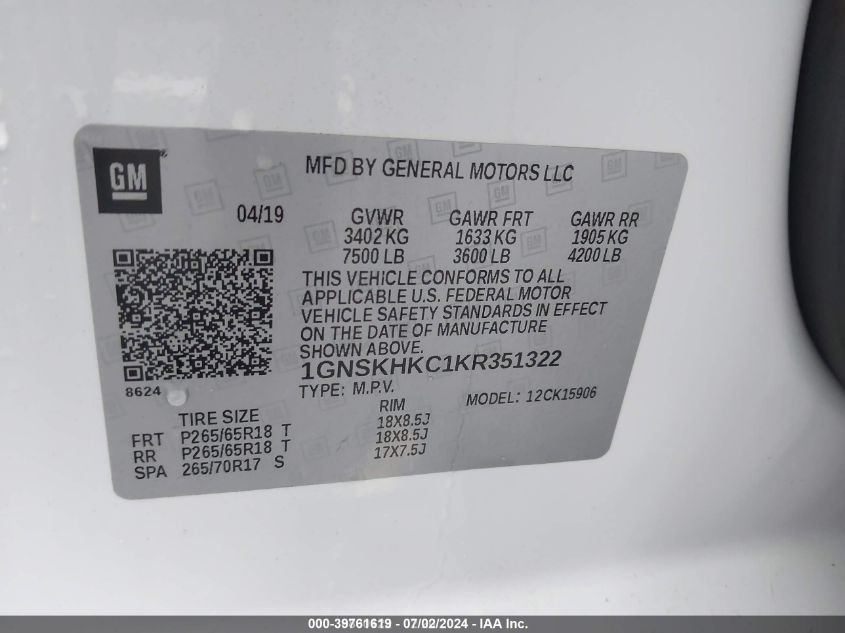 GM
MFD BY GENERAL MOTORS LLC
04/19 GVWR GAWR FRT GAWR RR
3402 KG 1633 KG 1905 KG
7500 LB 3600 LB 4200 LB
THIS VEHICLE CONFORMS TO ALL
APPLICABLE U.S. FEDERAL MOTOR
VEHICLE SAFETY STANDARDS IN EFFECT
ON THE DATE OF MANUFACTURE
SHOWN ABOVE.
1GNSKHKC1KR351322
8624 TYPE: M.P.V. MODEL: 12CK15906
TIRE SIZE RIM
FRT P265/65R18 T 18X8.5J
RR P265/65R18 T 18X8.5J
SPA 265/70R17 S 17X7.5J
000-39761619 - 07/02/2024 - IAA Inc.